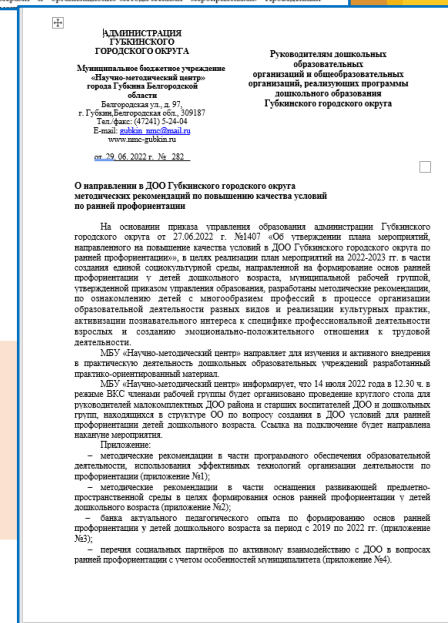 АДМИНИСТРАЦИЯ
ГУБКИНСКОГО
ГОРОДСКОГО ОКРУГА
Муниципальное бюджетное учреждение
«Научно-методический центр»
города Губкина Белгородской
области
Белгородская ул., д. 97,
г. Губкин,Белгородская обл., 309187
Тел./факс: (47241) 5-24-04
E-mail: gubkin_nmc@mail.ru
www.nmc-gubkin.ru
от 29. 06. 2022 г. № 282
Руководителям дошкольных
образовательных
организаций и общеобразовательных
организаций, реализующих программы
дошкольного образования
Губкинского городского округа
О направлении в ДОО Губкинского городского округа
методических рекомендаций по повышению качества условий
по ранней профориентации
На основании приказа управления образования администрации Губкинского
городского округа от 27.06.2022 г. №1407 «Об утверждении плана мероприятий,
направленного на повышение качества условий в ДОО Губкинского городского округа по
ранней профориентации»», в целях реализации план мероприятий на 2022-2023 гг. в части
создания единой социокультурной среды, направленной на формирование основ ранней
профориентации у детей дошкольного возраста, муниципальной рабочей группой,
утвержденной приказом управления образования, разработаны методические рекомендации,
по ознакомлению детей с многообразием профессий в процессе организации
образовательной деятельности разных видов и реализации культурных практик,
активизации познавательного интереса к специфике профессиональной деятельности
взрослых и созданию эмоционально-положительного отношения к трудовой
деятельности.
МБУ «Научно-методический центр» направляет для изучения и активного внедрения
в практическую деятельность дошкольных образовательных учреждений разработанный
практико-ориентированный материал.
МБУ «Научно-методический центр» информирует, что 14 июля 2022 года в 12.30 ч. в
режиме ВКС членами рабочей группы будет организовано проведение круглого стола для
руководителей малокомплектных ДОО района и старших воспитателей ДОО и дошкольных
групп, находящихся в структуре ОО по вопросу создания в ДОО условий для ранней
профориентации детей дошкольного возраста. Ссылка на подключение будет направлена
накануне мероприятия.
Приложение:
– методические рекомендации в части программного обеспечения образовательной
деятельности, использования эффективных технологий организации деятельности по
профориентации (приложение №1);
– методические рекомендации в части оснащения развивающей предметно-
пространственной среды в целях формирования основ ранней профориентации у детей
дошкольного возраста (приложение №2);
– банка актуального педагогического опыта по формированию основ ранней
профориентации у детей дошкольного возраста за период с 2019 по 2022 гг. (приложение
№3);
– перечня социальных партнёров по активному взаимодействию с ДОО в вопросах
ранней профориентации с учетом особенностей муниципалитета (приложение №4).